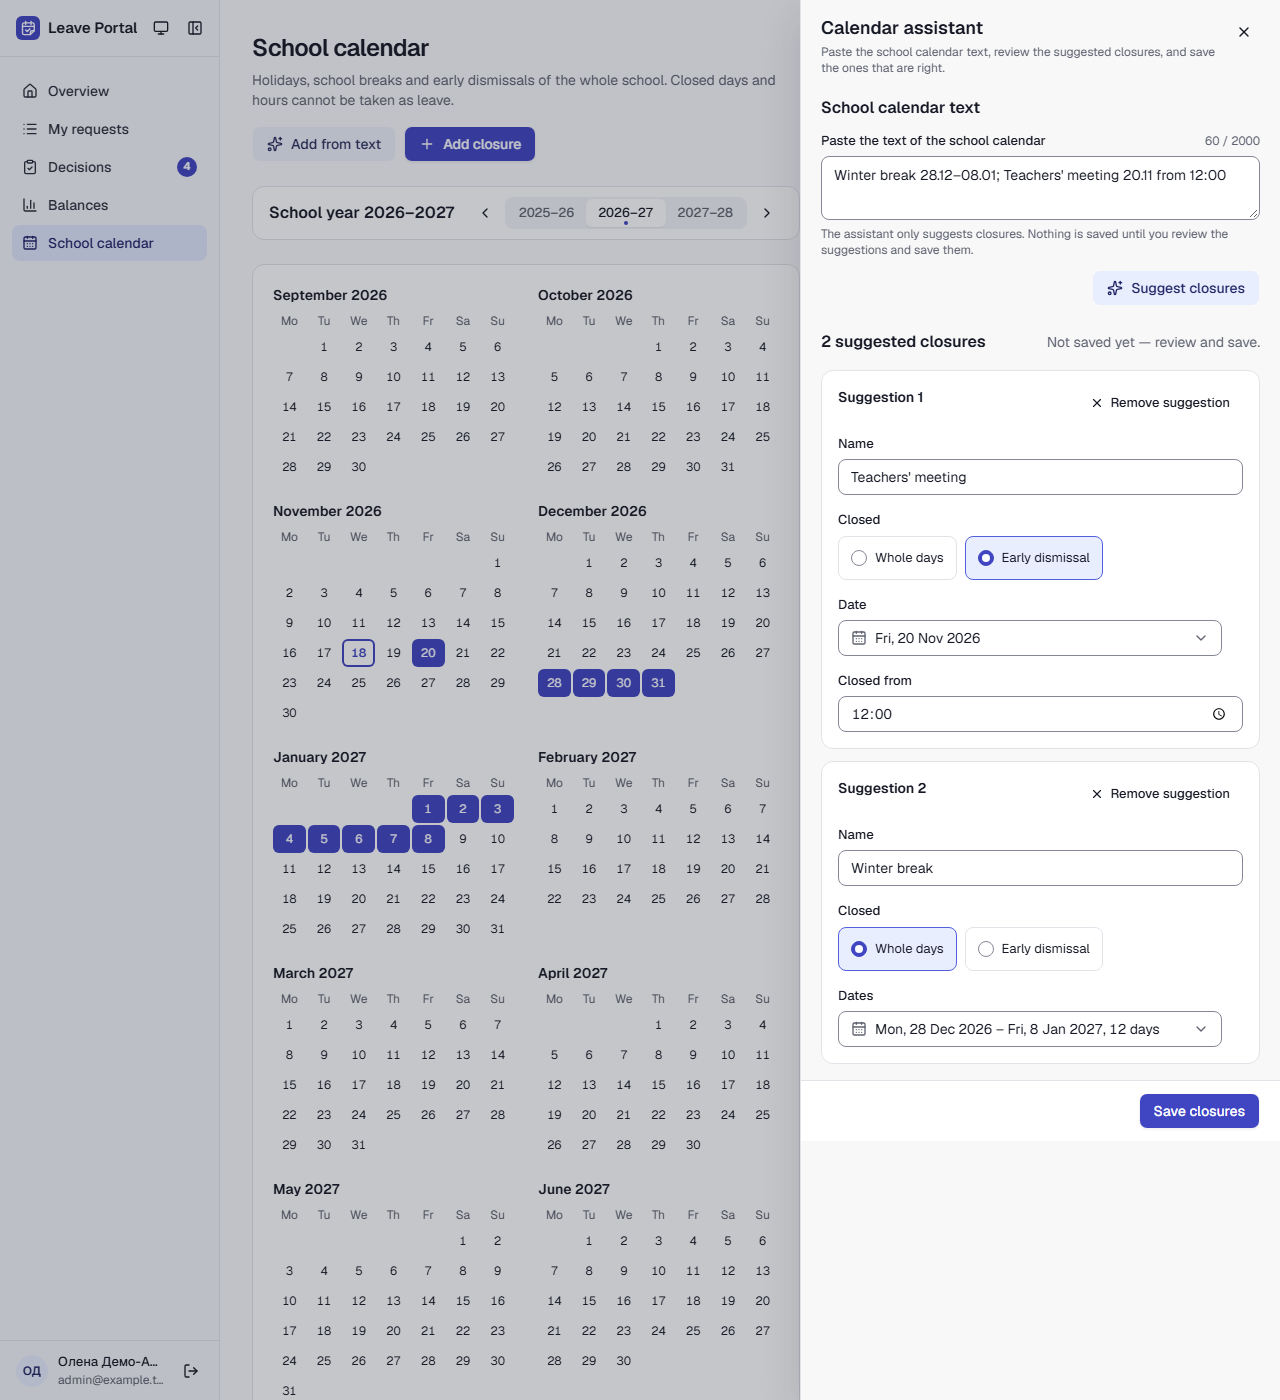 Leave Portal
Overview
My requests
Decisions 4
Balances
School calendar
School calendar
Holidays, school breaks and early dismissals of the whole school. Closed days and
hours cannot be taken as leave.
Add from text
Add closure
School year 2026–2027
2025–26 2026–27 2027–28
September 2026
Mo Tu We Th Fr Sa Su
1 2 3 4 5 6
7 8 9 10 11 12 13
14 15 16 17 18 19 20
21 22 23 24 25 26 27
28 29 30
October 2026
Mo Tu We Th Fr Sa Su
1 2 3 4
5 6 7 8 9 10 11
12 13 14 15 16 17 18
19 20 21 22 23 24 25
26 27 28 29 30 31
November 2026
Mo Tu We Th Fr Sa Su
1
2 3 4 5 6 7 8
9 10 11 12 13 14 15
16 17 18 19 20 21 22
23 24 25 26 27 28 29
30
December 2026
Mo Tu We Th Fr Sa Su
1 2 3 4 5 6
7 8 9 10 11 12 13
14 15 16 17 18 19 20
21 22 23 24 25 26 27
28 29 30 31
January 2027
Mo Tu We Th Fr Sa Su
1 2 3
4 5 6 7 8 9 10
11 12 13 14 15 16 17
18 19 20 21 22 23 24
25 26 27 28 29 30 31
February 2027
Mo Tu We Th Fr Sa Su
1 2 3 4 5 6 7
8 9 10 11 12 13 14
15 16 17 18 19 20 21
22 23 24 25 26 27 28
March 2027
Mo Tu We Th Fr Sa Su
1 2 3 4 5 6 7
8 9 10 11 12 13 14
15 16 17 18 19 20 21
22 23 24 25 26 27 28
29 30 31
April 2027
Mo Tu We Th Fr Sa Su
1 2 3 4
5 6 7 8 9 10 11
12 13 14 15 16 17 18
19 20 21 22 23 24 25
26 27 28 29 30
May 2027
Mo Tu We Th Fr Sa Su
1 2
3 4 5 6 7 8 9
10 11 12 13 14 15 16
17 18 19 20 21 22 23
24 25 26 27 28 29 30
31
June 2027
Mo Tu We Th Fr Sa Su
1 2 3 4 5 6
7 8 9 10 11 12 13
14 15 16 17 18 19 20
21 22 23 24 25 26 27
28 29 30
ОД
Олена Демо-А...
admin@example.t...
Calendar assistant
Paste the school calendar text, review the suggested closures, and save
the ones that are right.
School calendar text
Paste the text of the school calendar 60 / 2000
Winter break 28.12–08.01; Teachers' meeting 20.11 from 12:00
The assistant only suggests closures. Nothing is saved until you review the
suggestions and save them.
Suggest closures
2 suggested closures Not saved yet — review and save.
Suggestion 1
Remove suggestion
Name
Teachers' meeting
Closed
Whole days Early dismissal
Date
Fri, 20 Nov 2026
Closed from
12:00
Suggestion 2
Remove suggestion
Name
Winter break
Closed
Whole days Early dismissal
Dates
Mon, 28 Dec 2026 – Fri, 8 Jan 2027, 12 days
Save closures